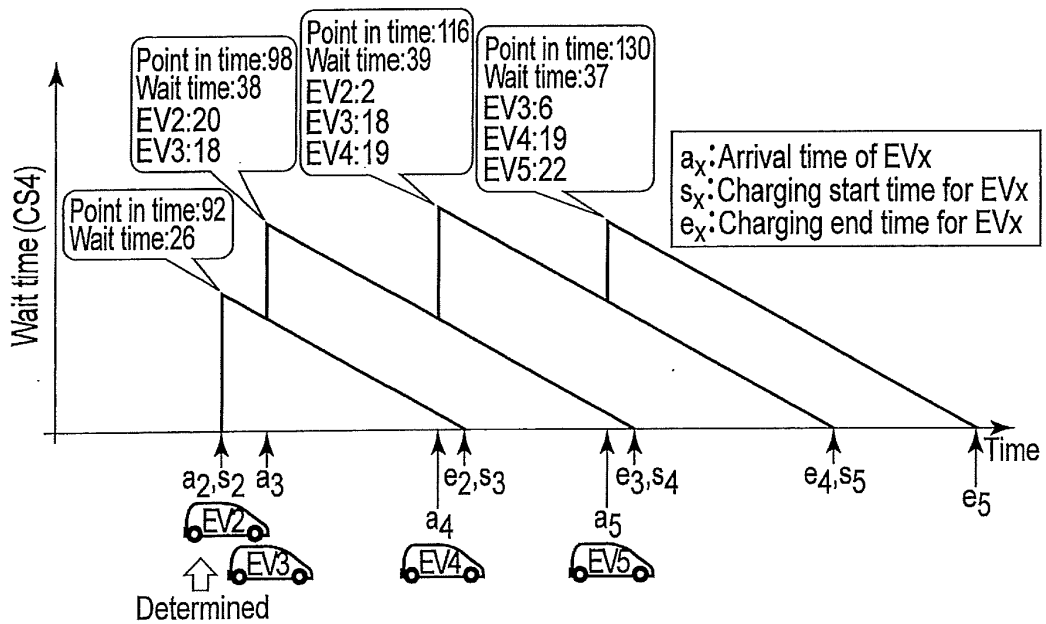 Point in time:98
Wait time:38
EV2:20
EV3:18
Point in time:116
Wait time:39
EV2:2
EV3:18
EV4:19
Point in time:130
Wait time:37
EV3:6
EV4:19
EV5:22
Point in time:92
Wait time:26
aX:Arrival time of EVx
sX:Charging start time for EVx
eX:Charging end time for EVx
Wait time (CS4)
Time
a2,s2
a3
e2,s3
e3,s4
e4,s5
e5
a4
a5
EV2
EV3
EV4
EV5
Determined